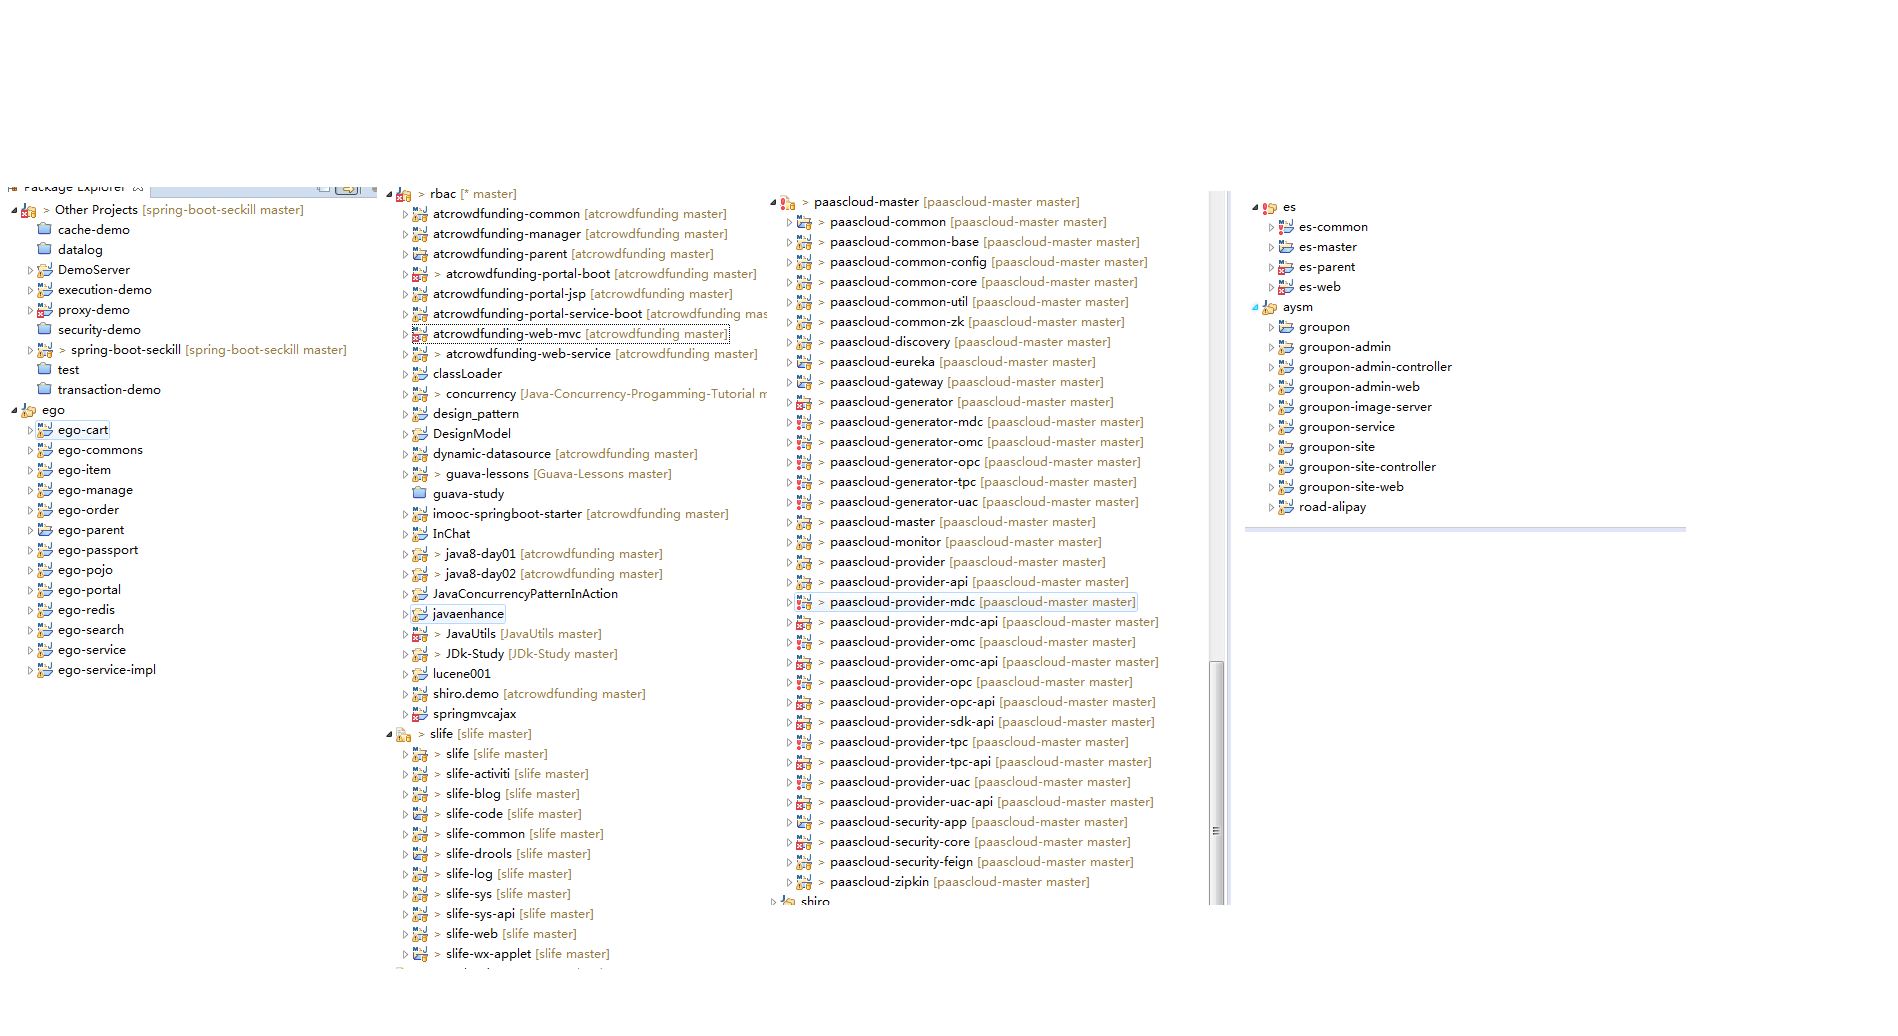 Package Explorer
> Other Projects [spring-boot-seckill master]
cache-demo
datalog
DemoServer
execution-demo
proxy-demo
security-demo
> spring-boot-seckill [spring-boot-seckill master]
test
transaction-demo
ego
ego-cart
ego-commons
ego-item
ego-manage
ego-order
ego-parent
ego-passport
ego-pojo
ego-portal
ego-redis
ego-search
ego-service
ego-service-impl
> rbac [* master]
atcrowdfunding-common [atcrowdfunding master]
atcrowdfunding-manager [atcrowdfunding master]
atcrowdfunding-parent [atcrowdfunding master]
> atcrowdfunding-portal-boot [atcrowdfunding master]
atcrowdfunding-portal-jsp [atcrowdfunding master]
atcrowdfunding-portal-service-boot [atcrowdfunding mas
atcrowdfunding-web-mvc [atcrowdfunding master]
> atcrowdfunding-web-service [atcrowdfunding master]
classLoader
> concurrency [Java-Concurrency-Progamming-Tutorial m
design_pattern
DesignModel
dynamic-datasource [atcrowdfunding master]
> guava-lessons [Guava-Lessons master]
guava-study
imooc-springboot-starter [atcrowdfunding master]
InChat
> java8-day01 [atcrowdfunding master]
> java8-day02 [atcrowdfunding master]
JavaConcurrencyPatternInAction
javaenhance
> JavaUtils [JavaUtils master]
> JDk-Study [JDk-Study master]
lucene001
shiro.demo [atcrowdfunding master]
springmvcajax
> slife [slife master]
> slife [slife master]
> slife-activiti [slife master]
> slife-blog [slife master]
> slife-code [slife master]
> slife-common [slife master]
> slife-drools [slife master]
> slife-log [slife master]
> slife-sys [slife master]
> slife-sys-api [slife master]
> slife-web [slife master]
> slife-wx-applet [slife master]
> paascloud-master [paascloud-master master]
> paascloud-common [paascloud-master master]
> paascloud-common-base [paascloud-master master]
> paascloud-common-config [paascloud-master master]
> paascloud-common-core [paascloud-master master]
> paascloud-common-util [paascloud-master master]
> paascloud-common-zk [paascloud-master master]
> paascloud-discovery [paascloud-master master]
> paascloud-eureka [paascloud-master master]
> paascloud-gateway [paascloud-master master]
> paascloud-generator [paascloud-master master]
> paascloud-generator-mdc [paascloud-master master]
> paascloud-generator-omc [paascloud-master master]
> paascloud-generator-opc [paascloud-master master]
> paascloud-generator-tpc [paascloud-master master]
> paascloud-generator-uac [paascloud-master master]
> paascloud-master [paascloud-master master]
> paascloud-monitor [paascloud-master master]
> paascloud-provider [paascloud-master master]
> paascloud-provider-api [paascloud-master master]
> paascloud-provider-mdc [paascloud-master master]
> paascloud-provider-mdc-api [paascloud-master master]
> paascloud-provider-omc [paascloud-master master]
> paascloud-provider-omc-api [paascloud-master master]
> paascloud-provider-opc [paascloud-master master]
> paascloud-provider-opc-api [paascloud-master master]
> paascloud-provider-sdk-api [paascloud-master master]
> paascloud-provider-tpc [paascloud-master master]
> paascloud-provider-tpc-api [paascloud-master master]
> paascloud-provider-uac [paascloud-master master]
> paascloud-provider-uac-api [paascloud-master master]
> paascloud-security-app [paascloud-master master]
> paascloud-security-core [paascloud-master master]
> paascloud-security-feign [paascloud-master master]
> paascloud-zipkin [paascloud-master master]
shiro
es
es-common
es-master
es-parent
es-web
aysm
groupon
groupon-admin
groupon-admin-controller
groupon-admin-web
groupon-image-server
groupon-service
groupon-site
groupon-site-controller
groupon-site-web
road-alipay